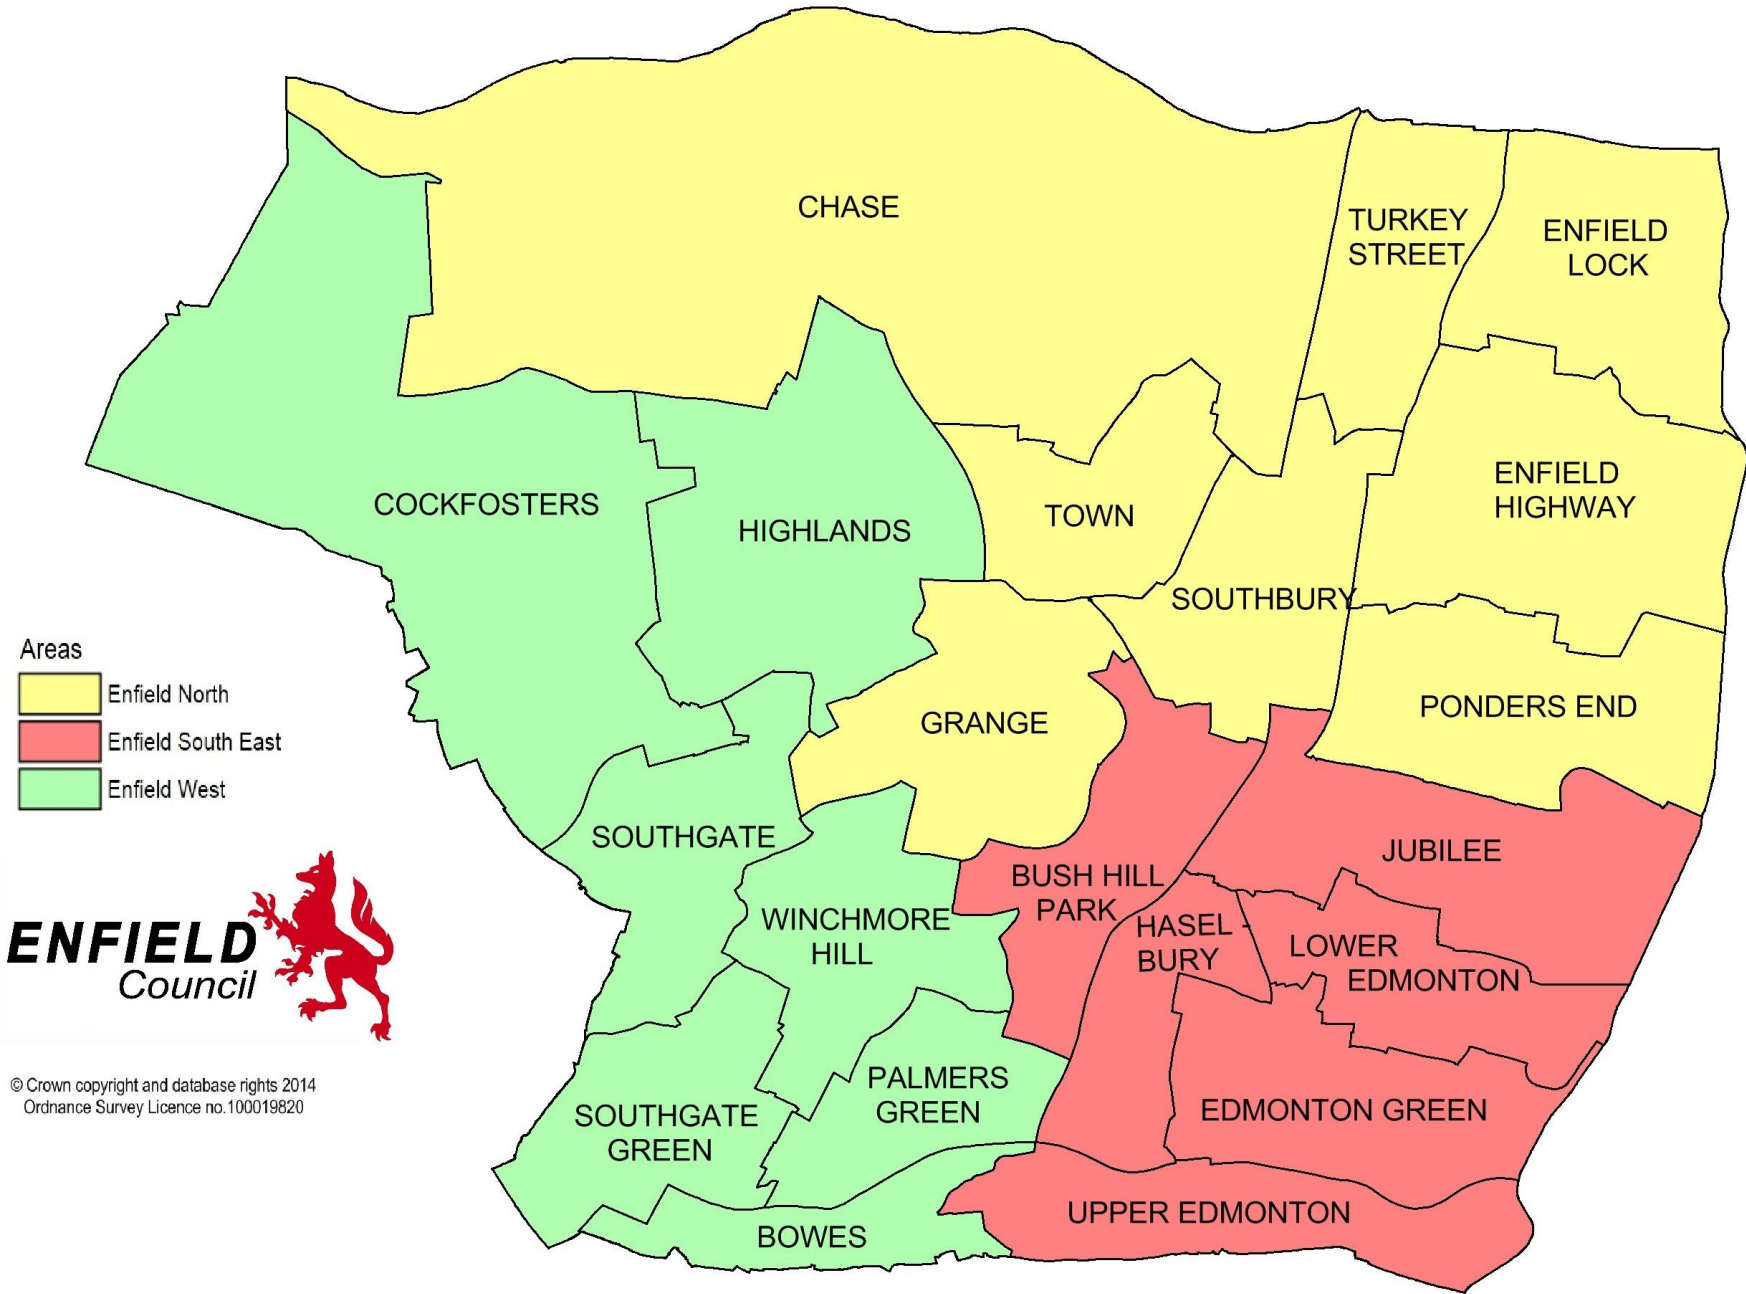 CHASE
TURKEY
STREET
ENFIELD
LOCK
COCKFOSTERS
HIGHLANDS
TOWN
ENFIELD
HIGHWAY
SOUTHBURY
GRANGE
PONDERS END
SOUTHGATE
WINCHMORE
HILL
BUSH HILL
PARK
JUBILEE
HASEL -
BURY
LOWER
EDMONTON
SOUTHGATE
GREEN
PALMERS
GREEN
EDMONTON GREEN
BOWES
UPPER EDMONTON
Areas
Enfield North
Enfield South East
Enfield West
ENFIELD
Council
© Crown copyright and database rights 2014
Ordnance Survey Licence no.100019820